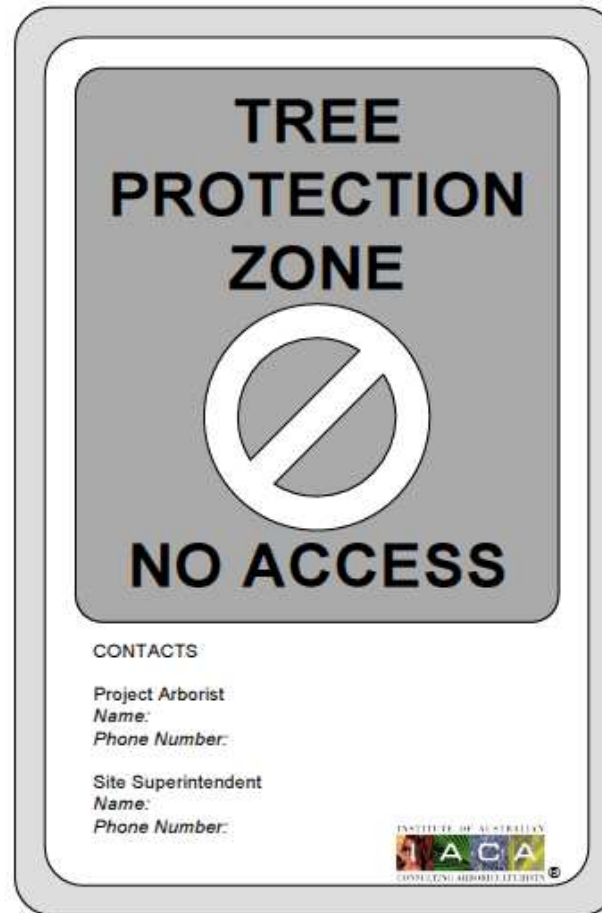 TREE
PROTECTION
ZONE
NO ACCESS
CONTACTS
Project Arborist
Name:
Phone Number:
Site Superintendent
Name:
Phone Number:
INSTITUTE OF AUSTRALIAN
IACA
CONSULTING ARBORICULTURISTS
®